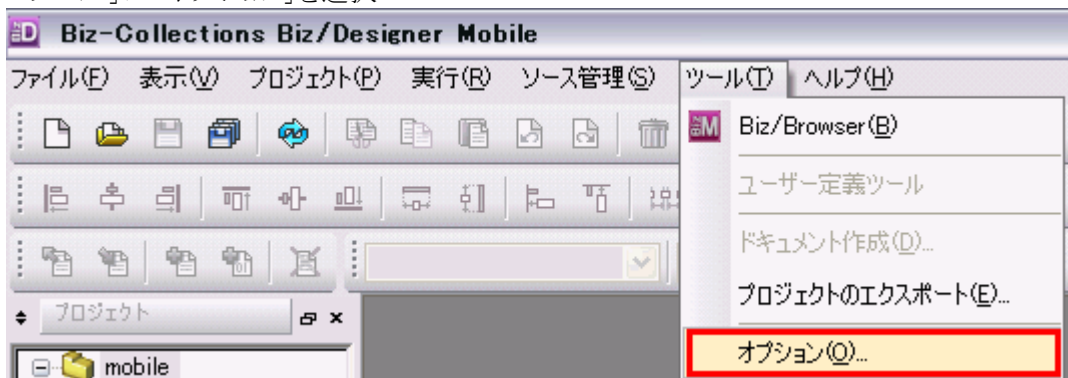 Biz-Collections Biz/Designer Mobile
ファイル(F) 表示(V) プロジェクト(P) 実行(R) ソース管理(S) ツール(T) ヘルプ(H)
Biz/Browser(B)
ユーザー定義ツール
ドキュメント作成(D)...
プロジェクトのエクスポート(E)...
オプション(O)...
プロジェクト
mobile